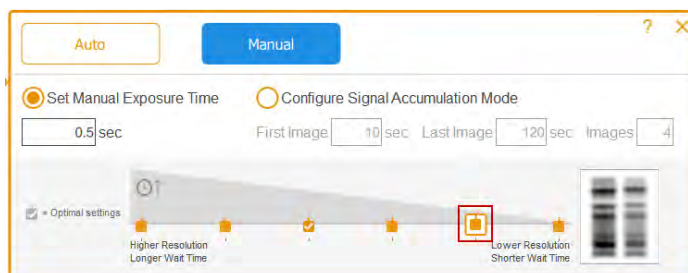 Auto Manual ? X
Set Manual Exposure Time Configure Signal Accumulation Mode
0.5 sec First Image 10 sec Last Image 120 sec Images 4
= Optimal settings
Higher Resolution Lower Resolution
Longer Wait Time Shorter Wait Time